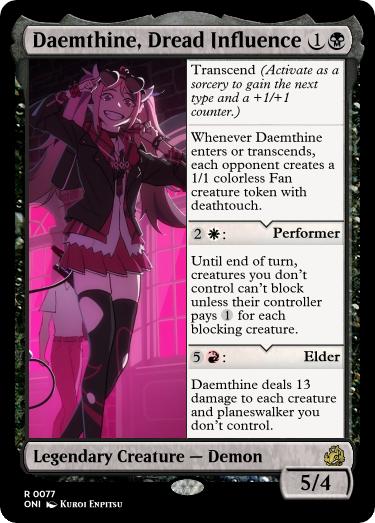 Daemthine, Dread Influence 1
Transcend (Activate as a
sorcery to gain the next
type and a +1/+1
counter.)
Whenever Daemthine
enters or transcends,
each opponent creates a
1/1 colorless Fan
creature token with
deathtouch.
2 : Performer
Until end of turn,
creatures you don't
control can't block
unless their controller
pays 1 for each
blocking creature.
5 : Elder
Daemthine deals 13
damage to each creature
and planeswalker you
don't control.
Legendary Creature — Demon
5/4
R 0077
ONI Kuroi Enpitsu